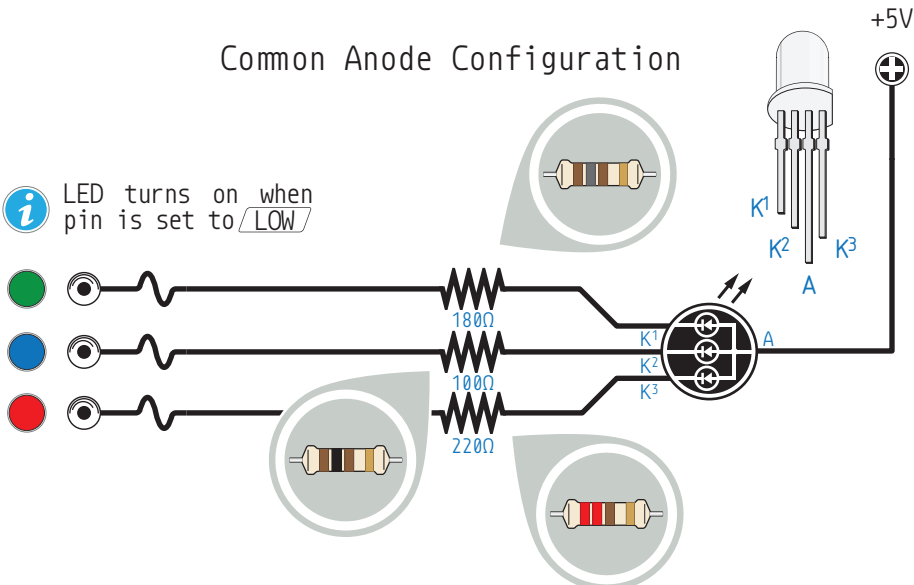 +5V
Common Anode Configuration
i
LED turns on when
pin is set to LOW
K1
K2
K3
A
180Ω
K1
A
K2
100Ω
K3
220Ω